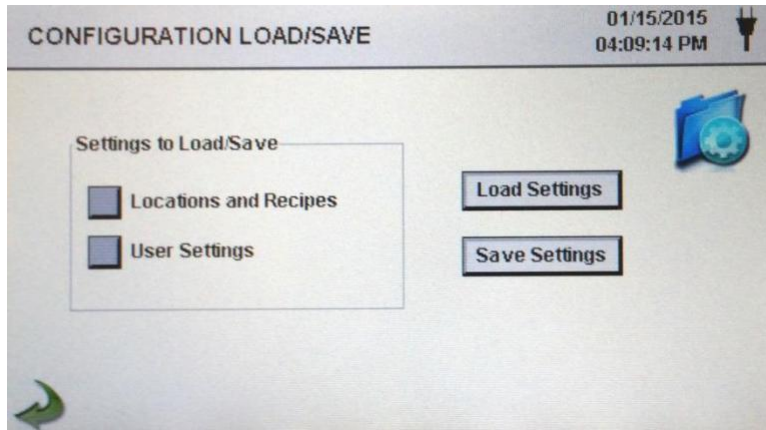 CONFIGURATION LOAD/SAVE
01/15/2015
04:09:14 PM
Settings to Load/Save
Locations and Recipes
User Settings
Load Settings
Save Settings